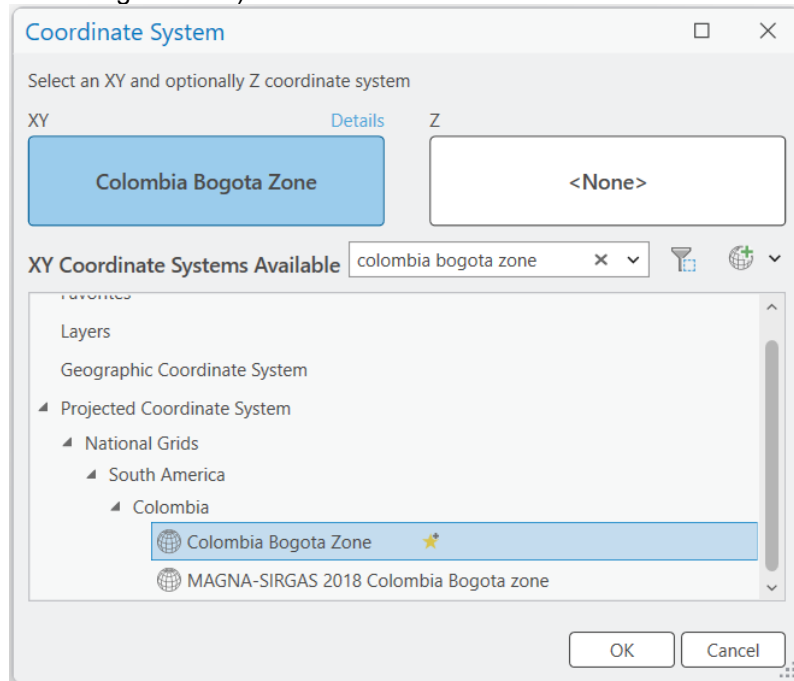 Coordinate System
Select an XY and optionally Z coordinate system
XY Details Z
Colombia Bogota Zone <None>
XY Coordinate Systems Available colombia bogota zone
Favorites
Layers
Geographic Coordinate System
Projected Coordinate System
National Grids
South America
Colombia
Colombia Bogota Zone
MAGNA-SIRGAS 2018 Colombia Bogota zone
OK Cancel